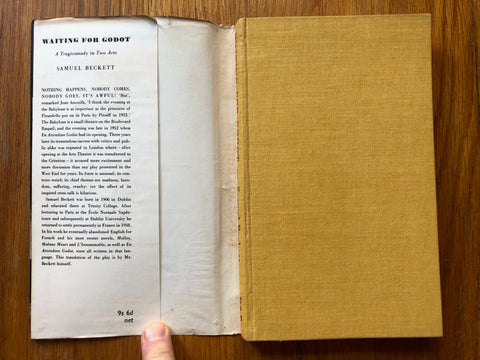 WAITING FOR GODOT
A Tragicomedy in Two Acts
SAMUEL BECKETT
NOTHING HAPPENS, NOBODY COMES,
NOBODY GOES, IT'S AWFUL! 'But',
remarked Jean Anouilh, 'I think the evening at
the Babylone is as important as the premiere of
Pirandello put on in Paris by Pitoeff in 1923.'
The Babylone is a small theatre on the Boulevard
Raspail, and the evening was late in 1952 when
En Attendant Godot had its opening. Three years
later its tremendous success with critics and pub-
lic alike was repeated in London where – after
opening at the Arts Theatre it was transferred to
the Criterion – it aroused more excitement and
more discussion than any play presented in the
West End for years. Its form is unusual; its con-
tents weird; its chief themes are sadness, bore-
dom, suffering, cruelty: yet the effect of its
inspired cross-talk is hilarious.
Samuel Beckett was born in 1906 in Dublin
and educated there at Trinity College. After
lecturing in Paris at the École Normale Supér-
ieure and subsequently at Dublin University he
returned to settle permanently in France in 1938.
In his work he eventually abandoned English for
French and his most recent novels, Molloy,
Malone Meurt and L'Innommable, as well as En
Attendant Godot, were all written in that lan-
guage. This translation of the play is by Mr.
Beckett himself.
9s 6d
net